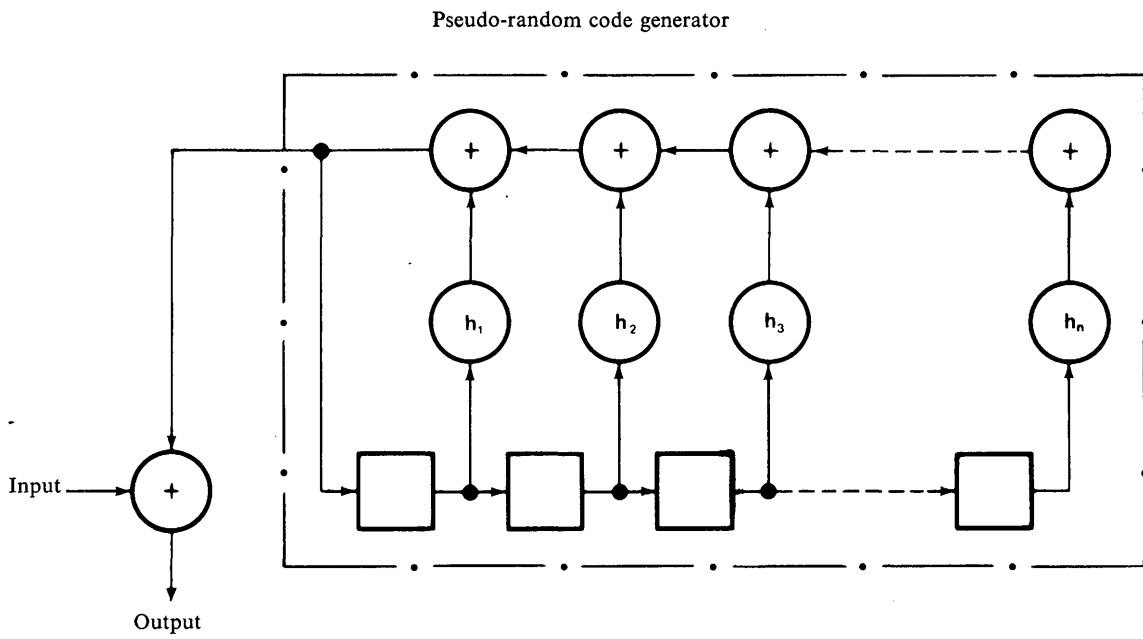 Pseudo-random code generator
+ + + +
h₁ h₂ h₃ hₙ
Input +
Output